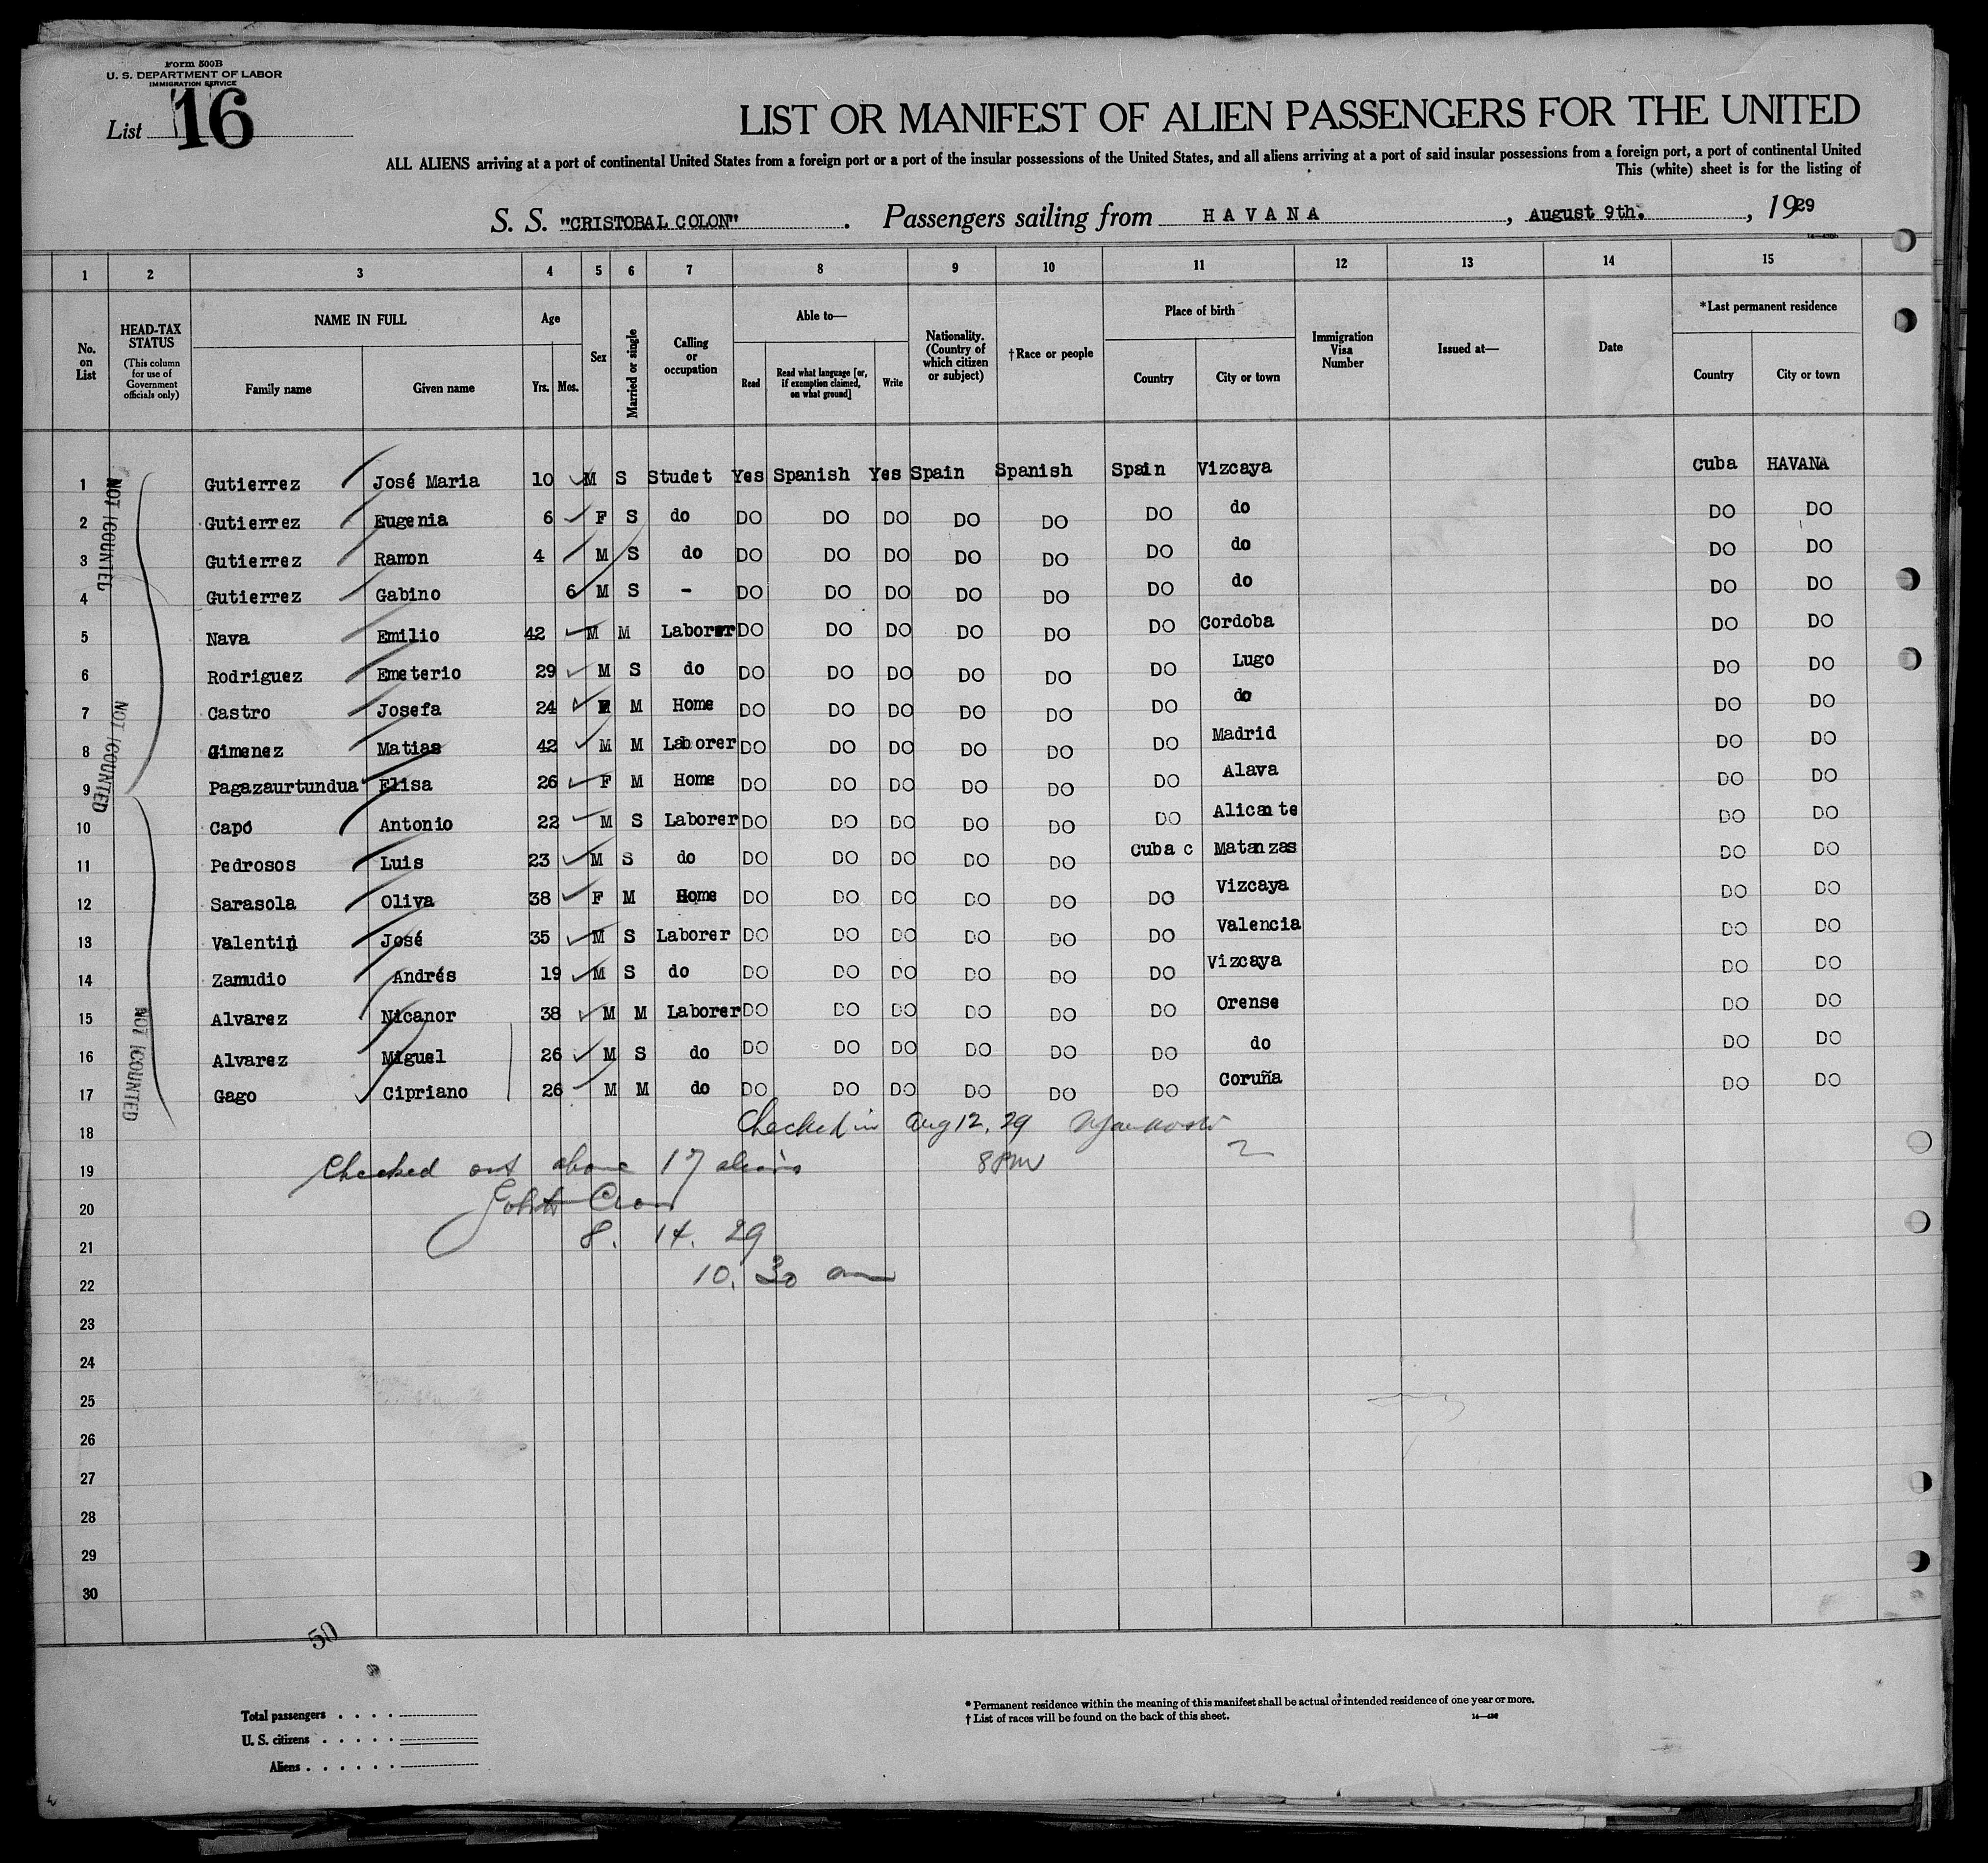 Form 500B
U. S. DEPARTMENT OF LABOR
IMMIGRATION SERVICE
List 16
LIST OR MANIFEST OF ALIEN PASSENGERS FOR THE UNITED
ALL ALIENS arriving at a port of continental United States from a foreign port or a port of the insular possessions of the United States, and all aliens arriving at a port of said insular possessions from a foreign port, a port of continental United
This (white) sheet is for the listing of
S. S. "CRISTOBAL COLON". Passengers sailing from HAVANA, August 9th., 1929
1 2 3 4 5 6 7 8 9 10 11 12 13 14 15
No. on List
HEAD-TAX STATUS (This column for use of Government officials only)
NAME IN FULL
Family name Given name
Age
Yrs. Mos.
Sex
Married or single
Calling or occupation
Able to—
Read Read what language [or, if exemption claimed, on what ground] Write
Nationality. (Country of which citizen or subject)
†Race or people
Place of birth
Country City or town
Immigration Visa Number
Issued at—
Date
*Last permanent residence
Country City or town
1 Gutierrez José Maria 10 M S Studet Yes Spanish Yes Spain Spanish Spain Vizcaya Cuba HAVANA
2 Gutierrez Eugenia 6 F S do DO DO DO DO DO DO do DO DO
3 Gutierrez Ramon 4 M S do DO DO DO DO DO DO do DO DO
4 Gutierrez Gabino 6 M S - DO DO DO DO DO DO do DO DO
5 Nava Emilio 42 M M Laborer DO DO DO DO DO DO Cordoba DO DO
6 Rodriguez Emeterio 29 M S do DO DO DO DO DO DO Lugo DO DO
7 Castro Josefa 24 M Home DO DO DO DO DO DO do DO DO
8 Gimenez Matias 42 M M Laborer DO DO DO DO DO DO Madrid DO DO
9 Pagazaurtundua Elisa 26 F M Home DO DO DO DO DO DO Alava DO DO
10 Capó Antonio 22 M S Laborer DO DO DO DO DO DO Alicante DO DO
11 Pedrosos Luis 23 M S do DO DO DO DO DO Cuba c Matanzas DO DO
12 Sarasola Oliva 38 F M Home DO DO DO DO DO DO Vizcaya DO DO
13 Valentin José 35 M S Laborer DO DO DO DO DO DO Valencia DO DO
14 Zamudio Andrés 19 M S do DO DO DO DO DO DO Vizcaya DO DO
15 Alvarez Nicanor 38 M M Laborer DO DO DO DO DO DO Orense DO DO
16 Alvarez Miguel 26 M S do DO DO DO DO DO DO do DO DO
17 Gago Cipriano 26 M M do DO DO DO DO DO DO Coruña DO DO
NOT COUNTED
NOT COUNTED
NOT COUNTED
18 Checked in Aug 12, 29
19 Checked out above 17 aliens 8 PM
20
21 8. 14. 29
22 10. 30 am
23
24
25
26
27
28
29
30
50
Total passengers
U. S. citizens
Aliens
* Permanent residence within the meaning of this manifest shall be actual or intended residence of one year or more.
† List of races will be found on the back of this sheet.